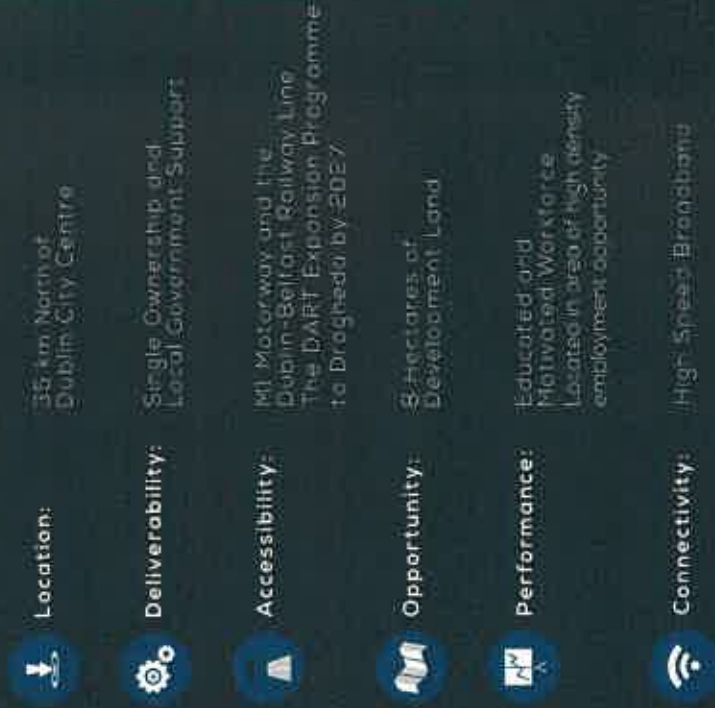 Location:
35 km North of
Dublin City Centre
Deliverability:
Single Ownership and
Local Government Support
Accessibility:
M1 Motorway and the
Dublin-Belfast Railway Line
The DART Expansion Programme
to Drogheda by 2027
Opportunity:
8 Hectares of
Development Land
Performance:
Educated and
Motivated Workforce
Located in area of high density
employment opportunity
Connectivity:
High Speed Broadband